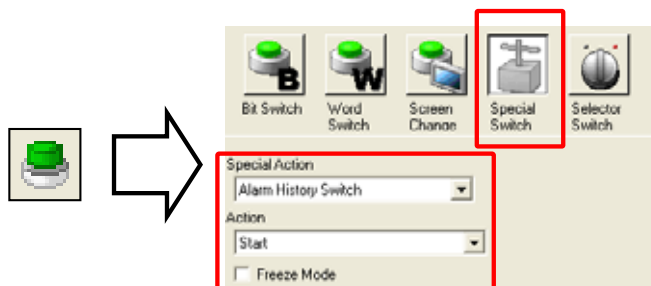 B
W
Bit Switch
Word Switch
Screen Change
Special Switch
Selector Switch
Special Action
Alarm History Switch
Action
Start
Freeze Mode